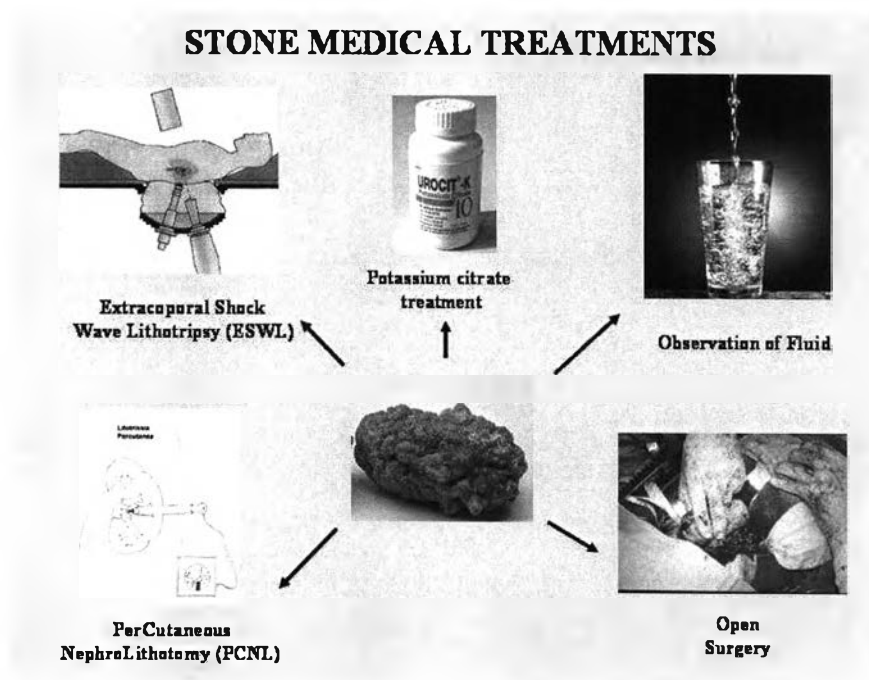 STONE MEDICAL TREATMENTS
UROCIT®-K
10
Extracoporal Shock
Wave Lithotripsy (ESWL)
Potassium citrate
treatment
Observation of Fluid
Percutanea
PerCutaneous
NephroLithotomy (PCNL)
Open
Surgery